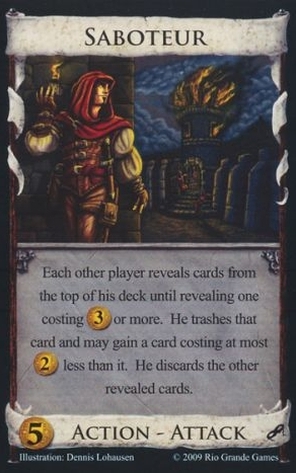 SABOTEUR
Each other player reveals cards from
the top of his deck until revealing one
costing 3 or more. He trashes that
card and may gain a card costing at most
2 less than it. He discards the other
revealed cards.
5 ACTION - ATTACK
Illustration: Dennis Lohausen © 2009 Rio Grande Games